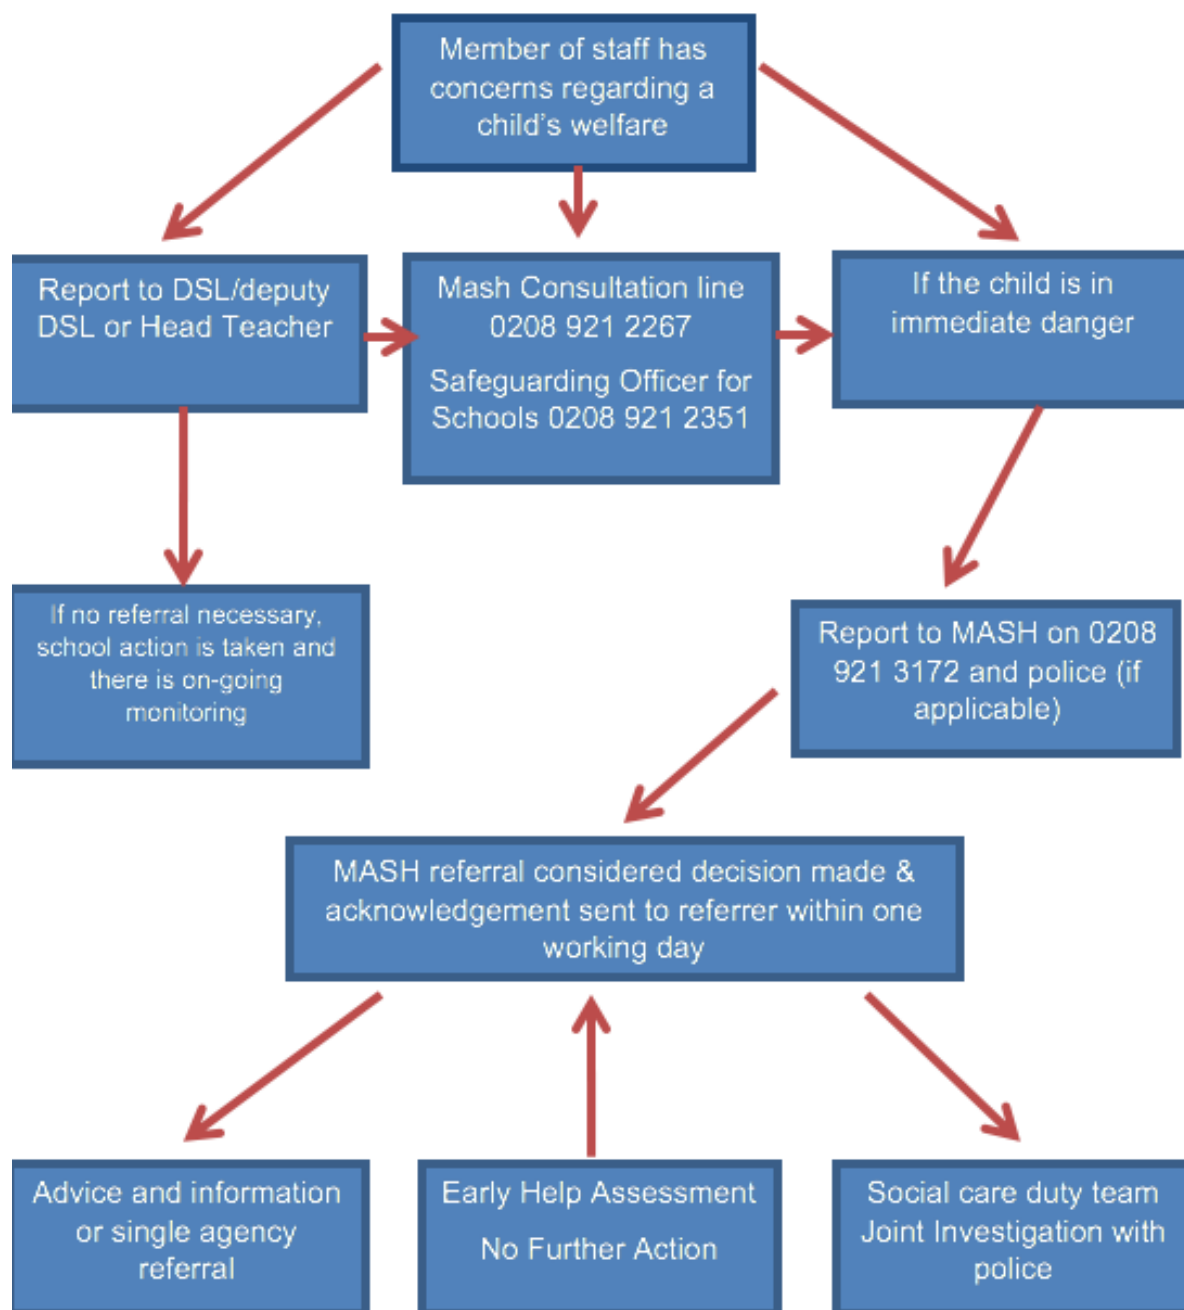 Member of staff has
concerns regarding a
child's welfare
Report to DSL/deputy
DSL or Head Teacher
Mash Consultation line
0208 921 2267
Safeguarding Officer for
Schools 0208 921 2351
If the child is in
immediate danger
If no referral necessary,
school action is taken and
there is on-going
monitoring
Report to MASH on 0208
921 3172 and police (if
applicable)
MASH referral considered decision made &
acknowledgement sent to referrer within one
working day
Advice and information
or single agency
referral
Early Help Assessment
No Further Action
Social care duty team
Joint Investigation with
police